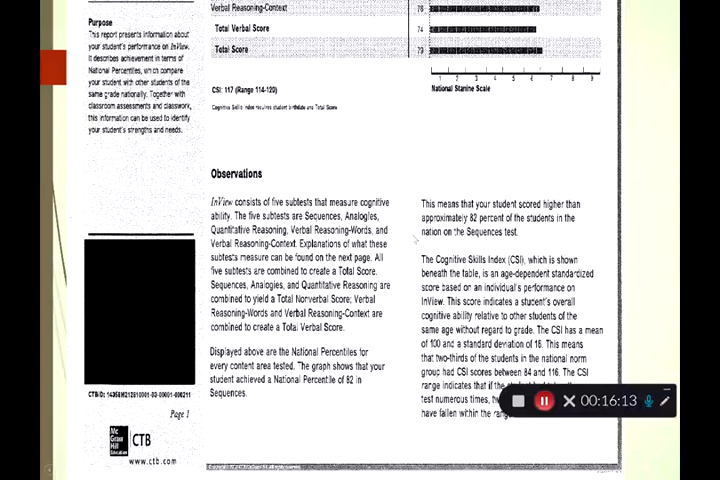 Verbal Reasoning-Context 76
Total Verbal Score 74
Total Score 79
1 2 3 4 5 6 7 8 9
National Stanine Scale
CSI: 117 (Range 114-120)
Cognitive Skills Index requires student birthdate and Total Score
Purpose
This report presents information about
your student's performance on InView.
It describes achievement in terms of
National Percentiles, which compare
your student with other students of the
same grade nationally. Together with
classroom assessments and classwork,
this information can be used to identify
your student's strengths and needs.
Observations
InView consists of five subtests that measure cognitive
ability. The five subtests are Sequences, Analogies,
Quantitative Reasoning, Verbal Reasoning-Words, and
Verbal Reasoning-Context. Explanations of what these
subtests measure can be found on the next page. All
five subtests are combined to create a Total Score.
Sequences, Analogies, and Quantitative Reasoning are
combined to yield a Total Nonverbal Score; Verbal
Reasoning-Words and Verbal Reasoning-Context are
combined to create a Total Verbal Score.
Displayed above are the National Percentiles for
every content area tested. The graph shows that your
student achieved a National Percentile of 82 in
Sequences.
This means that your student scored higher than
approximately 82 percent of the students in the
nation on the Sequences test.
The Cognitive Skills Index (CSI), which is shown
beneath the table, is an age-dependent standardized
score based on an individual's performance on
InView. This score indicates a student's overall
cognitive ability relative to other students of the
same age without regard to grade. The CSI has a mean
of 100 and a standard deviation of 16. This means
that two-thirds of the students in the national norm
group had CSI scores between 84 and 116. The CSI
range indicates that if the
test numerous times,
have fallen within the
00:16:13
Page 1
Mc
Graw
Hill
Education
CTB
www.ctb.com